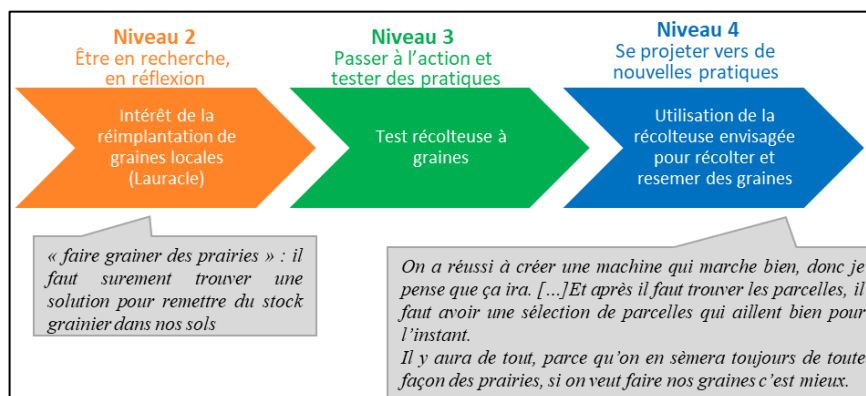 Niveau 2
Être en recherche,
en réflexion
Intérêt de la
réimplantation de
graines locales
(Lauracle)
Niveau 3
Passer à l'action et
tester des pratiques
Test récolteuse à
graines
Niveau 4
Se projeter vers de
nouvelles pratiques
Utilisation de la
récolteuse envisagée
pour récolter et
resemer des graines
« faire grainer des prairies » : il
faut surement trouver une
solution pour remettre du stock
grainier dans nos sols
On a réussi à créer une machine qui marche bien, donc je
pense que ça ira. [...]Et après il faut trouver les parcelles, il
faut avoir une sélection de parcelles qui aillent bien pour
l'instant.
Il y aura de tout, parce qu'on en sèmera toujours de toute
façon des prairies, si on veut faire nos graines c'est mieux.